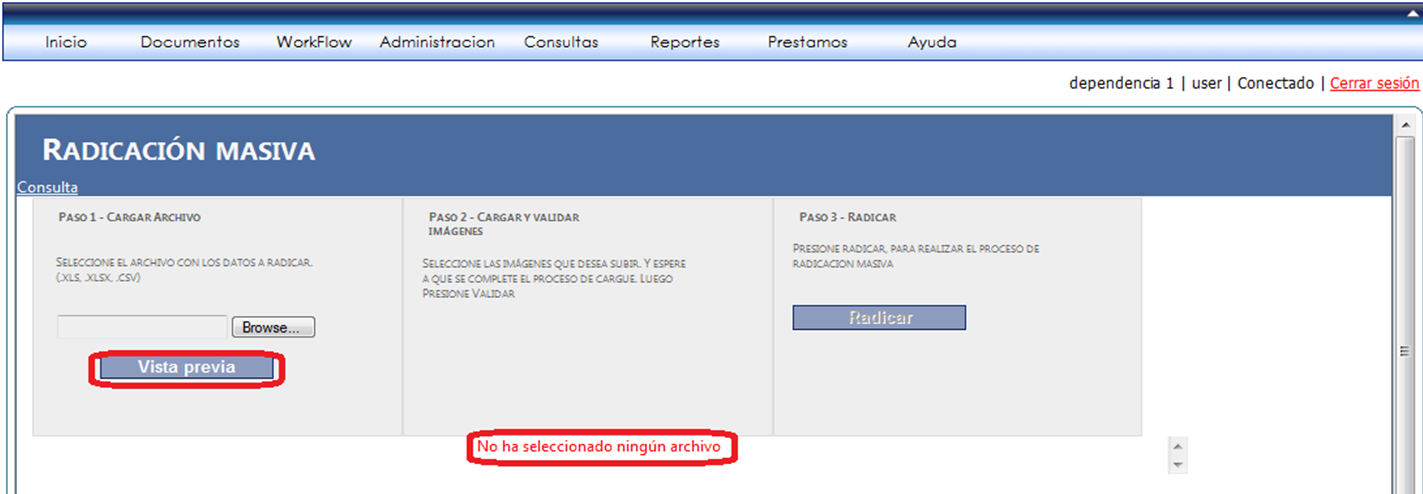 Inicio Documentos WorkFlow Administracion Consultas Reportes Prestamos Ayuda
dependencia 1 | user | Conectado | Cerrar sesión
RADICACIÓN MASIVA
Consulta
PASO 1 - CARGAR ARCHIVO
SELECCIONE EL ARCHIVO CON LOS DATOS A RADICAR.
(.XLS, .XLSX, .CSV)
Browse...
Vista previa
PASO 2 - CARGAR Y VALIDAR
IMÁGENES
SELECCIONE LAS IMÁGENES QUE DESEA SUBIR. Y ESPERE
A QUE SE COMPLETE EL PROCESO DE CARGUE. LUEGO
PRESIONE VALIDAR
PASO 3 - RADICAR
PRESIONE RADICAR, PARA REALIZAR EL PROCESO DE
RADICACION MASIVA
Radicar
No ha seleccionado ningún archivo